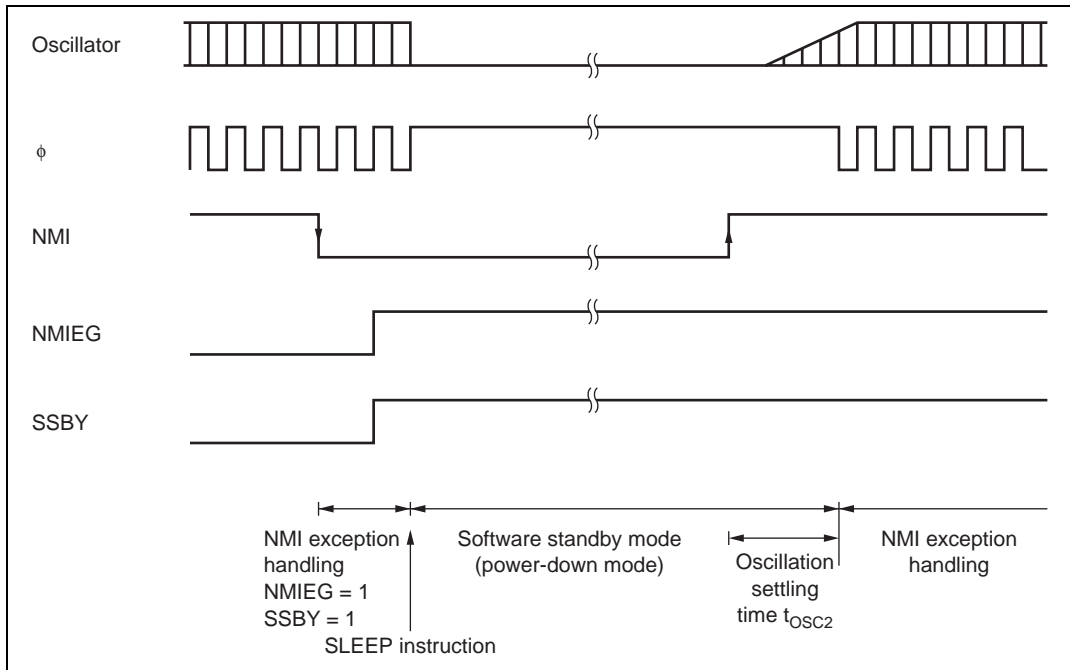 Oscillator
φ
NMI
NMIEG
SSBY
NMI exception
handling
NMIEG = 1
SSBY = 1
SLEEP instruction
Software standby mode
(power-down mode)
Oscillation
settling
time tOSC2
NMI exception
handling